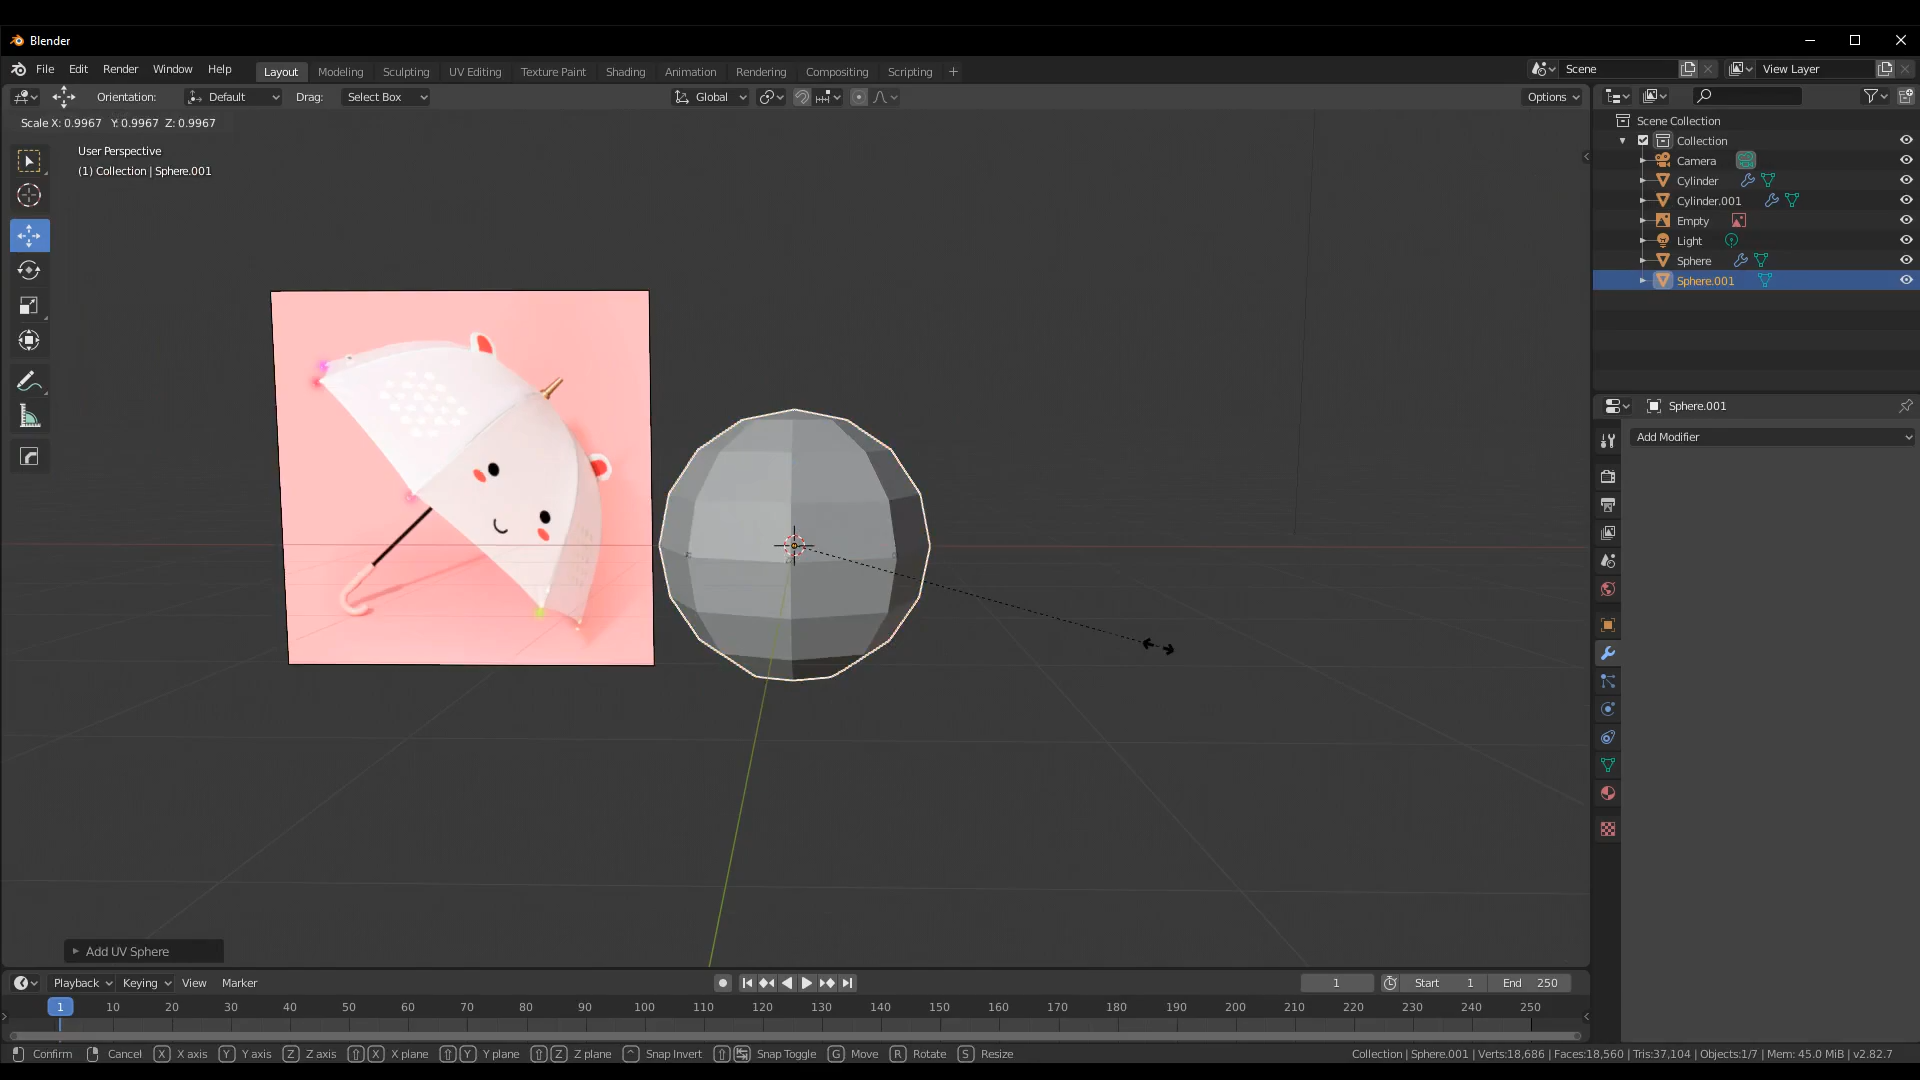 Blender
File Edit Render Window Help
Layout Modeling Sculpting UV Editing Texture Paint Shading Animation Rendering Compositing Scripting +
Scene
View Layer
Orientation: Default Drag: Select Box
Global
Options
Scale X: 0.9967 Y: 0.9967 Z: 0.9967
User Perspective
(1) Collection | Sphere.001
Scene Collection
Collection
Camera
Cylinder
Cylinder.001
Empty
Light
Sphere
Sphere.001
Sphere.001
Add Modifier
Add UV Sphere
Playback Keying View Marker
1 Start 1 End 250
1 10 20 30 40 50 60 70 80 90 100 110 120 130 140 150 160 170 180 190 200 210 220 230 240 250
Confirm Cancel X X axis Y Y axis Z Z axis X X plane Y Y plane Z Z plane ^ Snap Invert Snap Toggle G Move R Rotate S Resize
Collection | Sphere.001 | Verts:18,686 | Faces:18,560 | Tris:37,104 | Objects:1/7 | Mem: 45.0 MiB | v2.82.7